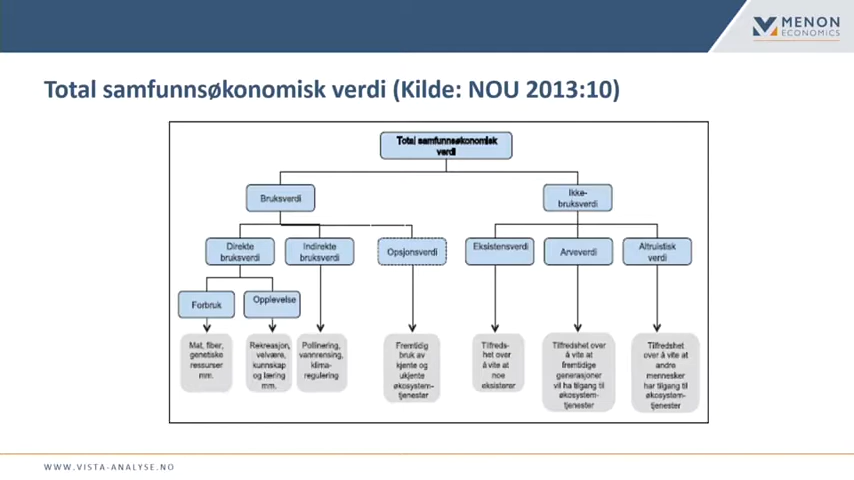 MENON
ECONOMICS
Total samfunnsøkonomisk verdi (Kilde: NOU 2013:10)
Total samfunnsøkonomisk
verdi
Bruksverdi
Ikke-
bruksverdi
Direkte
bruksverdi
Indirekte
bruksverdi
Opsjonsverdi
Eksistensverdi
Arveverdi
Altruistisk
verdi
Forbruk
Opplevelse
Mat, fiber,
genetiske
ressurser
mm.
Rekreasjon,
velvære,
kunnskap
og læring
mm.
Pollinering,
vannrensing,
klima-
regulering
Fremtidig
bruk av
kjente og
ukjente
økosystem-
tjenester
Tilfreds-
het over
å vite at
noe
eksisterer
Tilfredshet over
å vite at
fremtidige
generasjoner
vil ha tilgang til
økosystem-
tjenester
Tilfredshet
over å vite at
andre
mennesker
har tilgang til
økosystem-
tjenester
WWW.VISTA-ANALYSE.NO